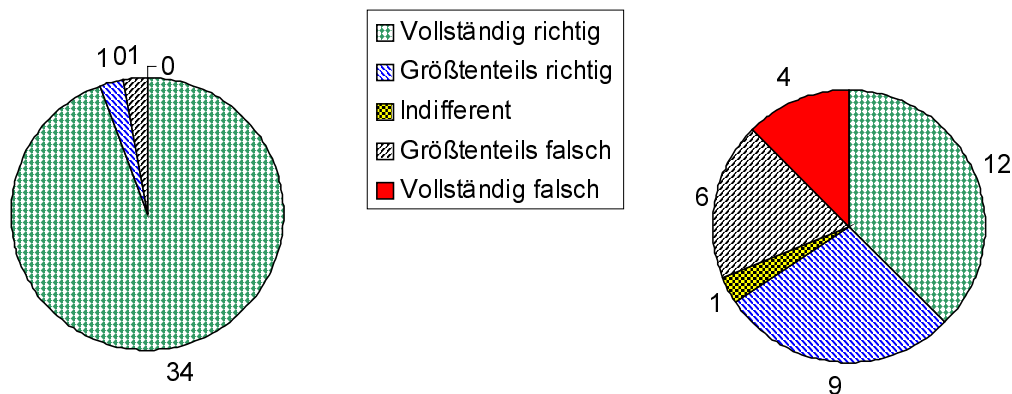 1 0 1 0
34
Vollständig richtig
Größtenteils richtig
Indifferent
Größtenteils falsch
Vollständig falsch
4
12
6
1
9